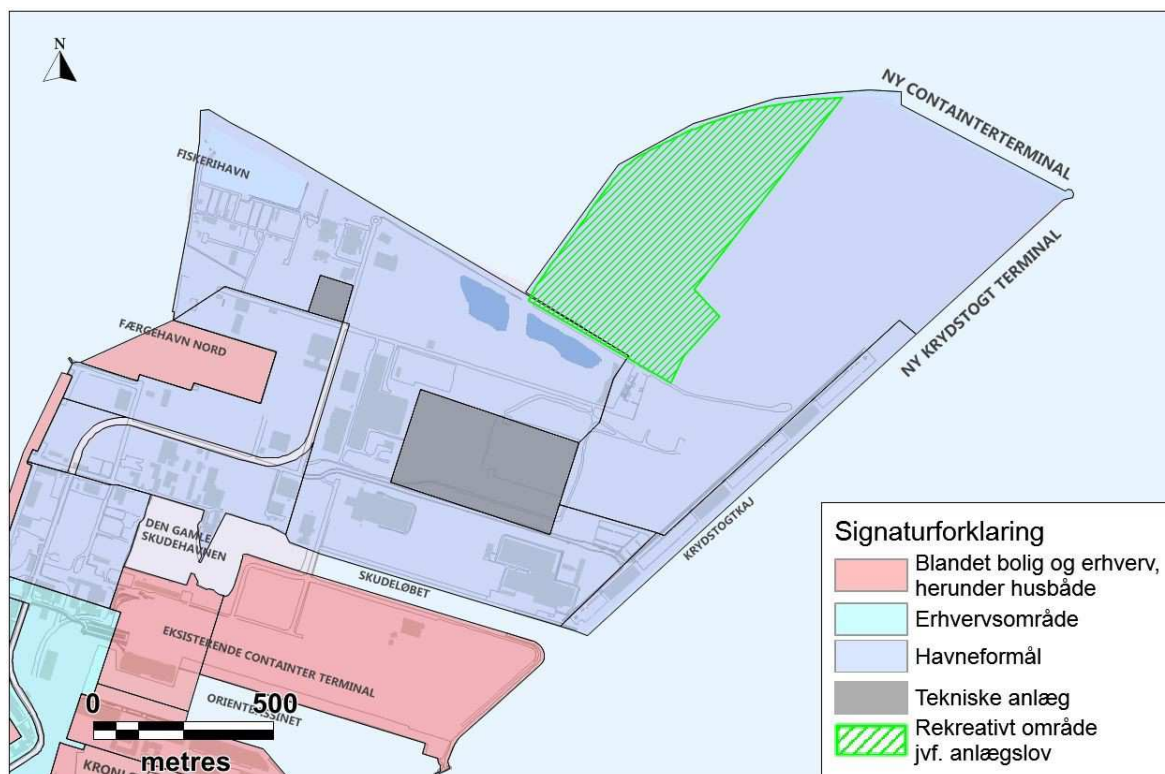 N
NY CONTAINTERTERMINAL
FISKERIHAVN
NY KRYDSTOGT TERMINAL
FÆRGEHAVN NORD
DEN GAMLE
SKUDEHAVNEN
SKUDELØBET
KRYDSTOGTKAJ
EKSISTERENDE CONTAINTER TERMINAL
0 500
metres
Signaturforklaring
Blandet bolig og erhverv,
herunder husbåde
Erhvervsområde
Havneformål
Tekniske anlæg
Rekreativt område
jvf. anlægslov